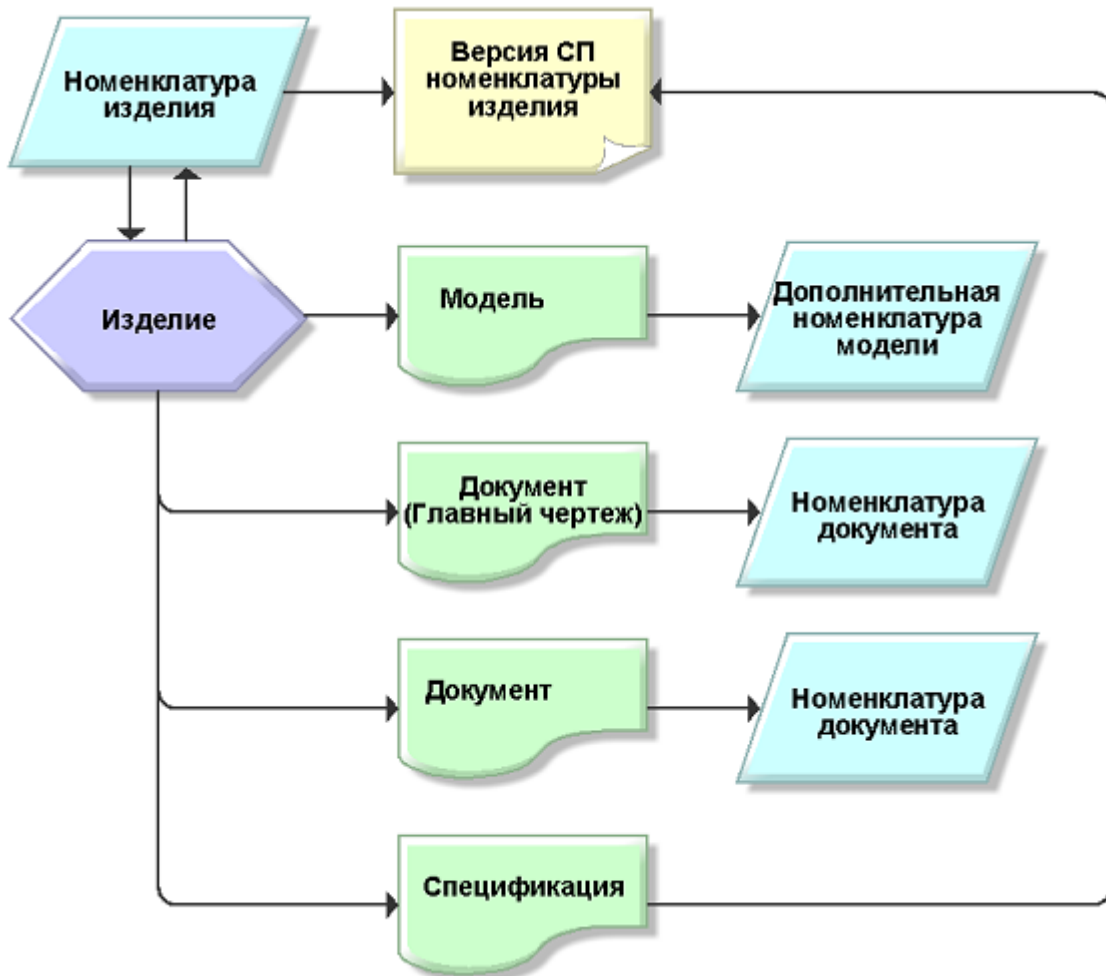 Номенклатура
изделия
Версия СП
номенклатуры
изделия
Изделие
Модель
Дополнительная
номенклатура
модели
Документ
(Главный чертеж)
Номенклатура
документа
Документ
Номенклатура
документа
Спецификация